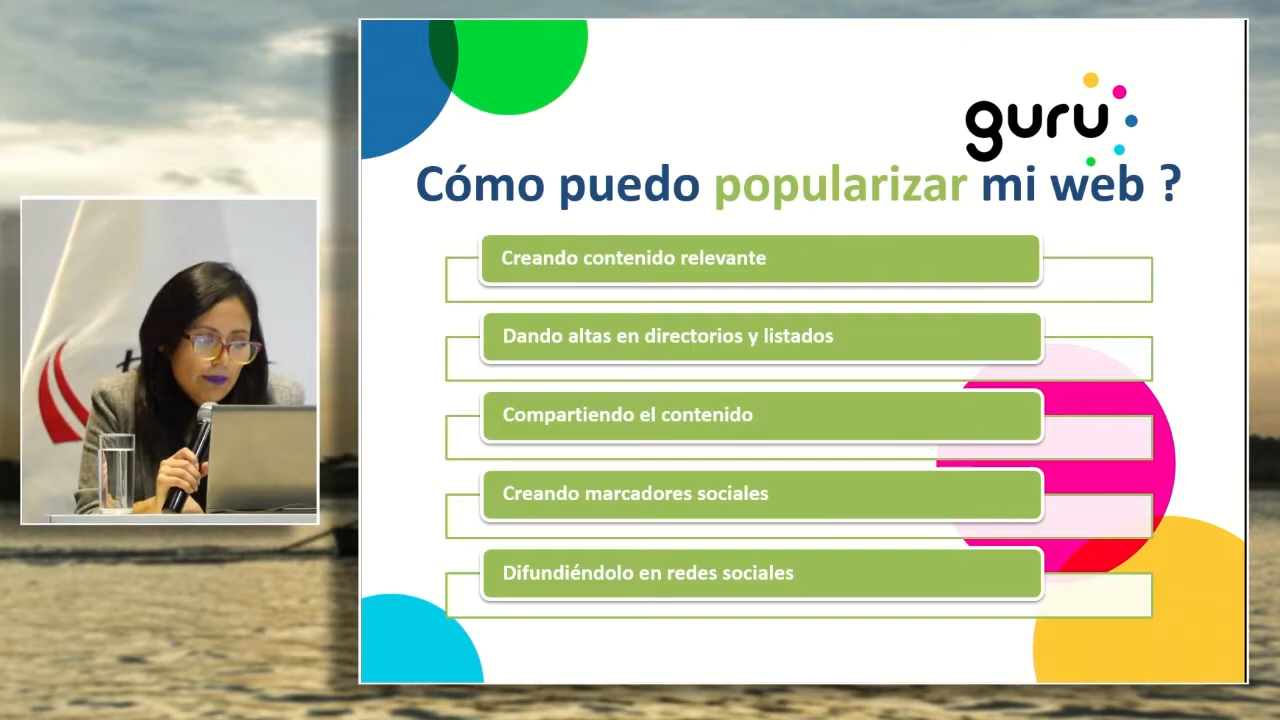 guru
Cómo puedo popularizar mi web ?
Creando contenido relevante
Dando altas en directorios y listados
Compartiendo el contenido
Creando marcadores sociales
Difundiéndolo en redes sociales